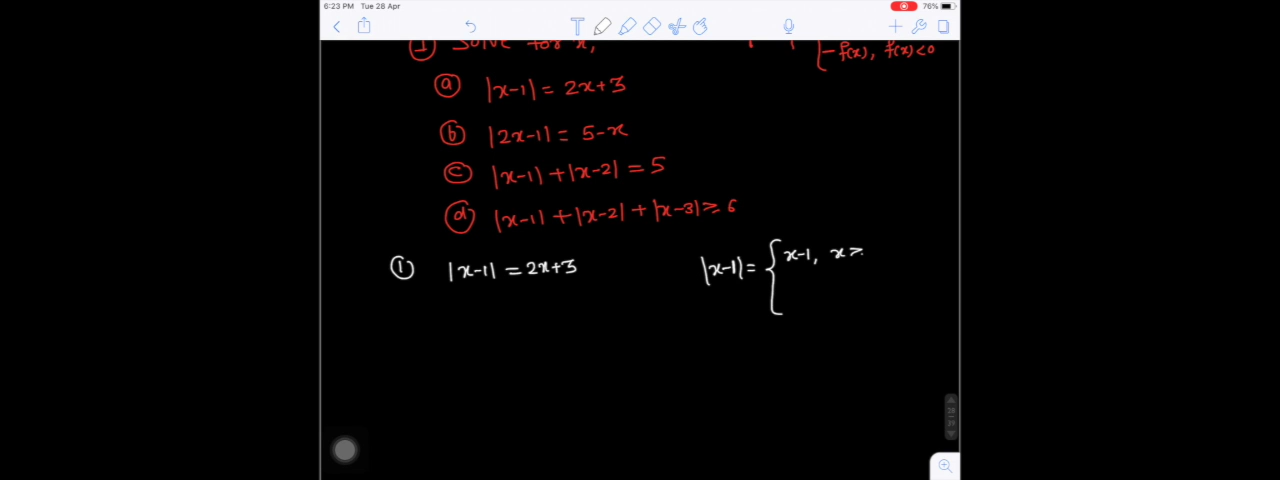 6:23 PM Tue 28 Apr 76%
① Solve for x,
-f(x), f(x)<0
ⓐ |x-1| = 2x+3
ⓑ |2x-1| = 5-x
ⓒ |x-1| + |x-2| = 5
ⓓ |x-1| + |x-2| + |x-3| ≥ 6
① |x-1| = 2x+3 |x-1| = { x-1, x ≥